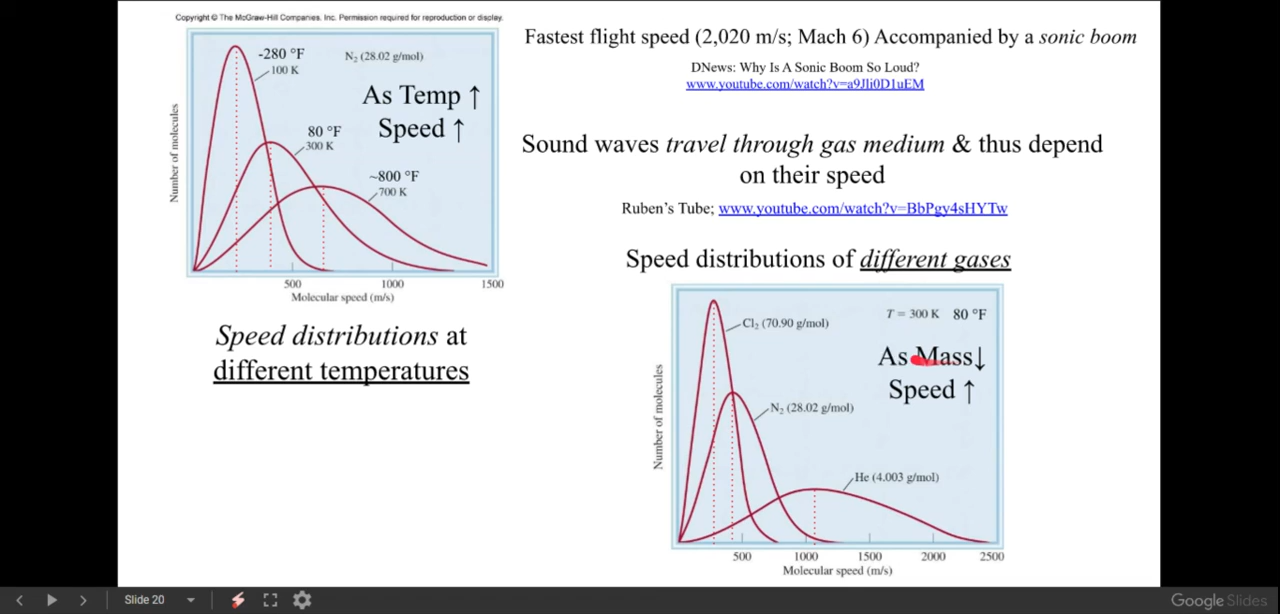 Copyright © The McGraw-Hill Companies, Inc. Permission required for reproduction or display.
-280 °F
100 K
N₂ (28.02 g/mol)
As Temp ↑
Speed ↑
80 °F
300 K
~800 °F
700 K
Number of molecules
500
1000
1500
Molecular speed (m/s)
Speed distributions at
different temperatures
Fastest flight speed (2,020 m/s; Mach 6) Accompanied by a sonic boom
DNews: Why Is A Sonic Boom So Loud?
www.youtube.com/watch?v=a9Jli0D1uEM
Sound waves travel through gas medium & thus depend
on their speed
Ruben’s Tube; www.youtube.com/watch?v=BbPgy4sHYTw
Speed distributions of different gases
Cl₂ (70.90 g/mol)
T = 300 K 80 °F
As Mass↓
Speed ↑
N₂ (28.02 g/mol)
He (4.003 g/mol)
Number of molecules
500
1000
1500
2000
2500
Molecular speed (m/s)
Slide 20
Google Slides